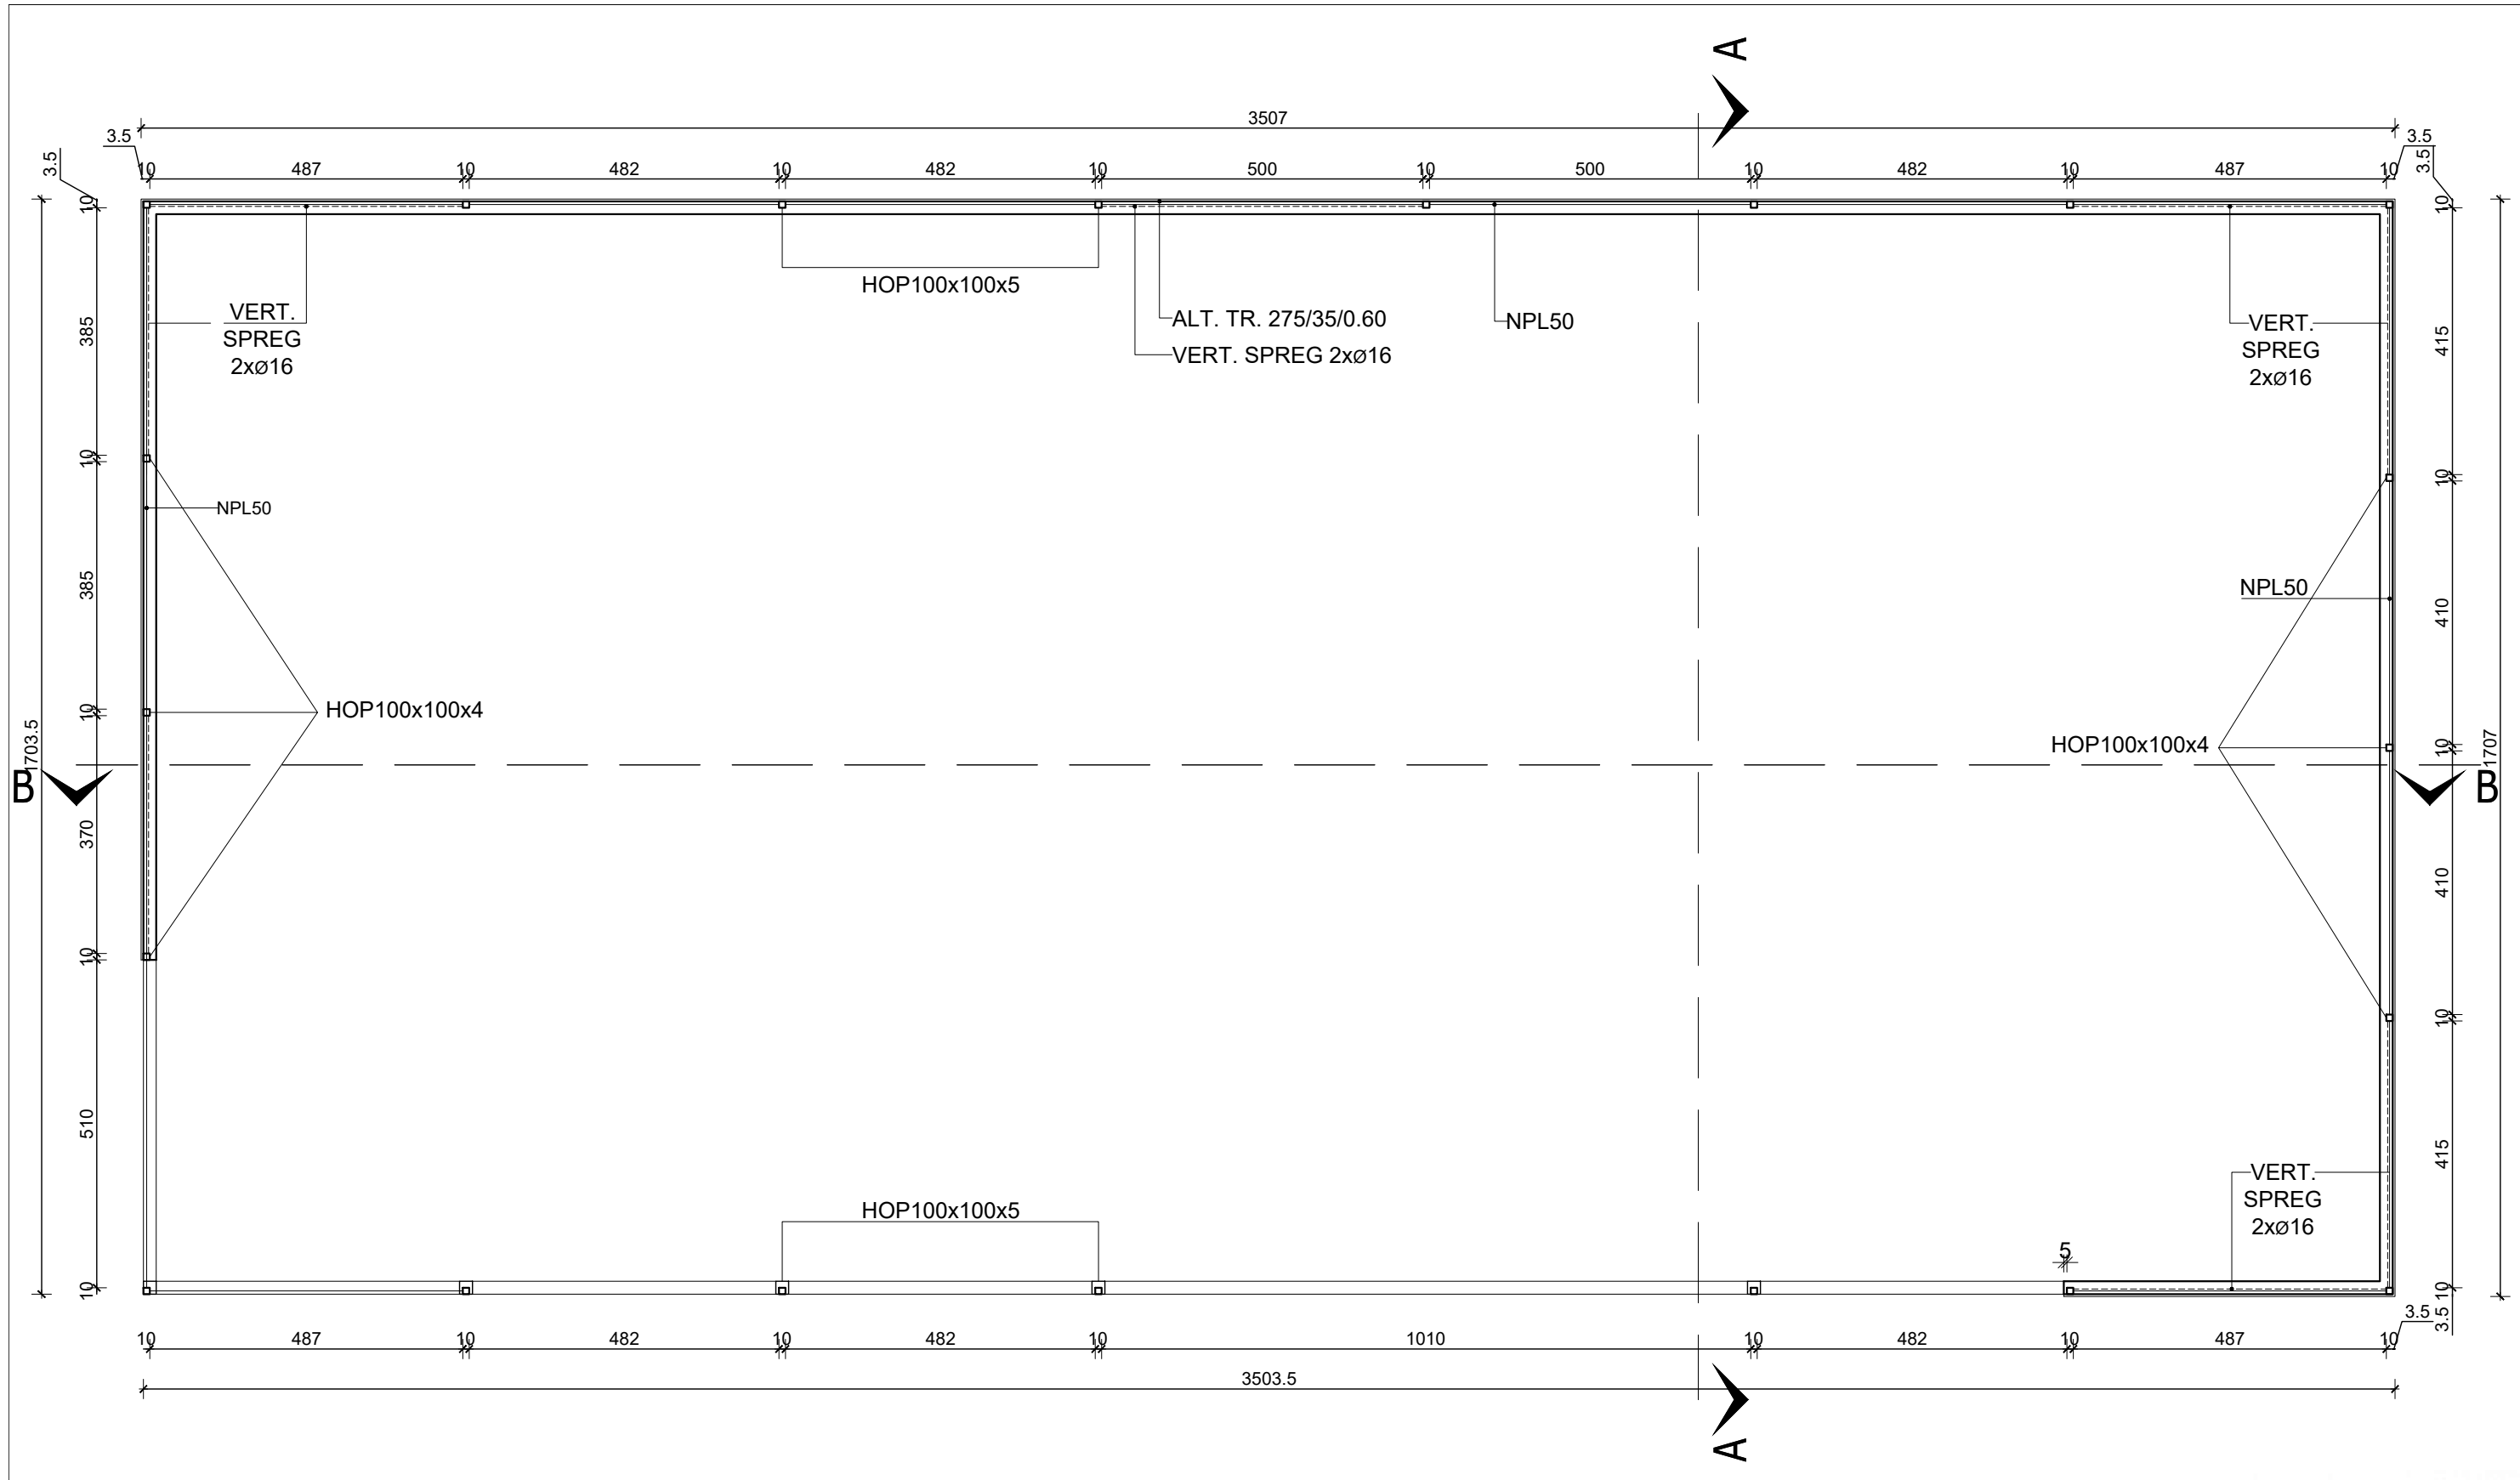 A
3507
3.5
3.5
3.5
3.5
10 487 10 482 10 482 10 500 10 500 10 482 10 487 10
10
385
10
385
10
370
10
510
10
1703.5
10
415
10
410
10
410
10
415
10
3.5
1707
HOP100x100x5
VERT.
SPREG
2xø16
ALT. TR. 275/35/0.60
VERT. SPREG 2xø16
NPL50
VERT.
SPREG
2xø16
NPL50
NPL50
HOP100x100x4
HOP100x100x4
B
B
VERT.
SPREG
2xø16
HOP100x100x5
5
3.5
10 487 10 482 10 482 10 1010 10 482 10 487 10
3503.5
A